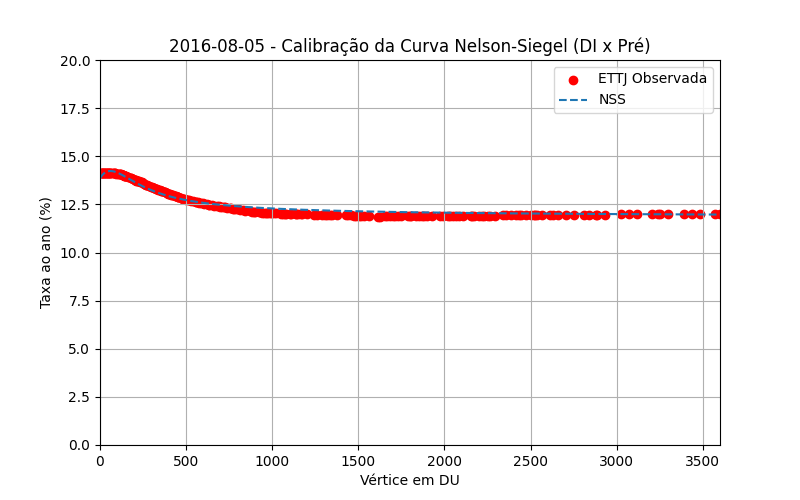 2016-08-05 - Calibração da Curva Nelson-Siegel (DI x Pré)
ETTJ Observada
NSS
20.0
17.5
15.0
12.5
10.0
7.5
5.0
2.5
0.0
Taxa ao ano (%)
0 500 1000 1500 2000 2500 3000 3500
Vértice em DU